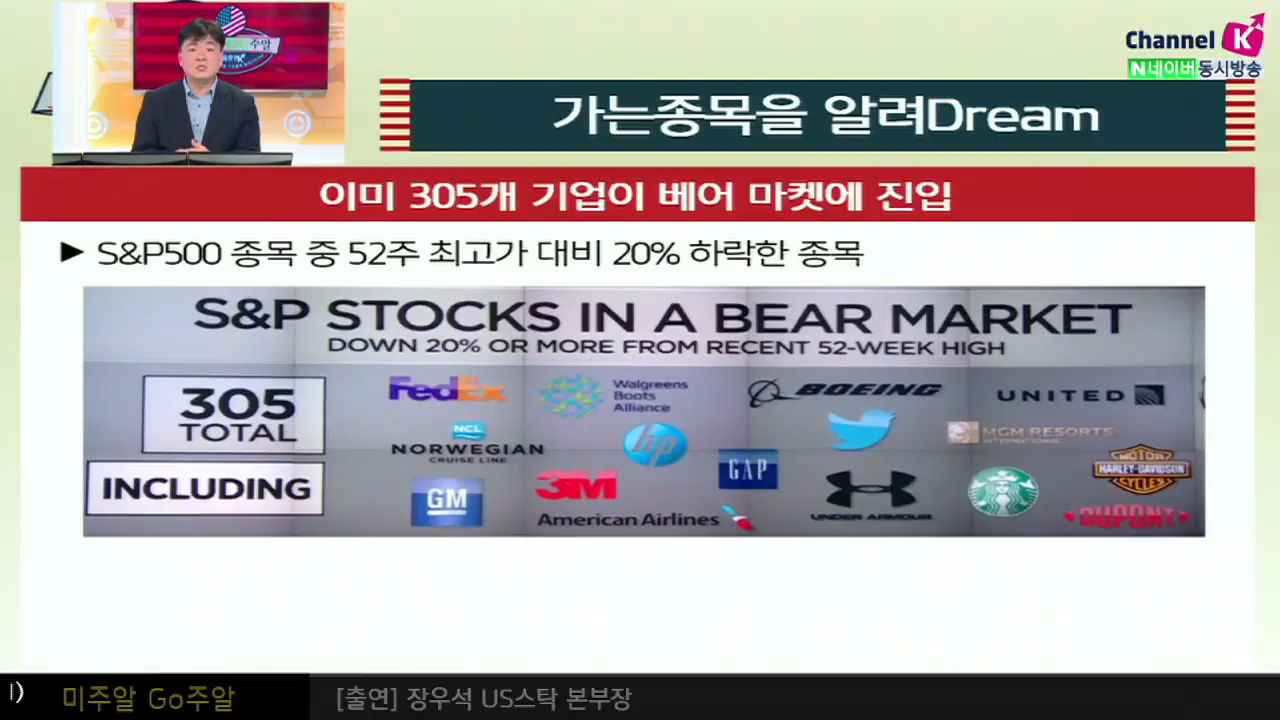 Channel K
N네이버 동시방송
가는종목을 알려Dream
이미 305개 기업이 베어 마켓에 진입
▶ S&P500 종목 중 52주 최고가 대비 20% 하락한 종목
S&P STOCKS IN A BEAR MARKET
DOWN 20% OR MORE FROM RECENT 52-WEEK HIGH
305
TOTAL
INCLUDING
FedEx
Walgreens
Boots
Alliance
BOEING
UNITED
NCL
NORWEGIAN
CRUISE LINE
hp
MGM RESORTS
INTERNATIONAL
GM
3M
GAP
UNDER ARMOUR
MOTOR
HARLEY-DAVIDSON
CYCLES
American Airlines
DUPONT
미주알 Go주알
[출연] 장우석 US스탁 본부장